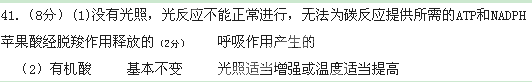 41.（8分）(1)没有光照，光反应不能正常进行，无法为碳反应提供所需的ATP和NADPH
苹果酸经脱羧作用释放的（2分） 呼吸作用产生的
（2）有机酸 基本不变 光照适当增强或温度适当提高